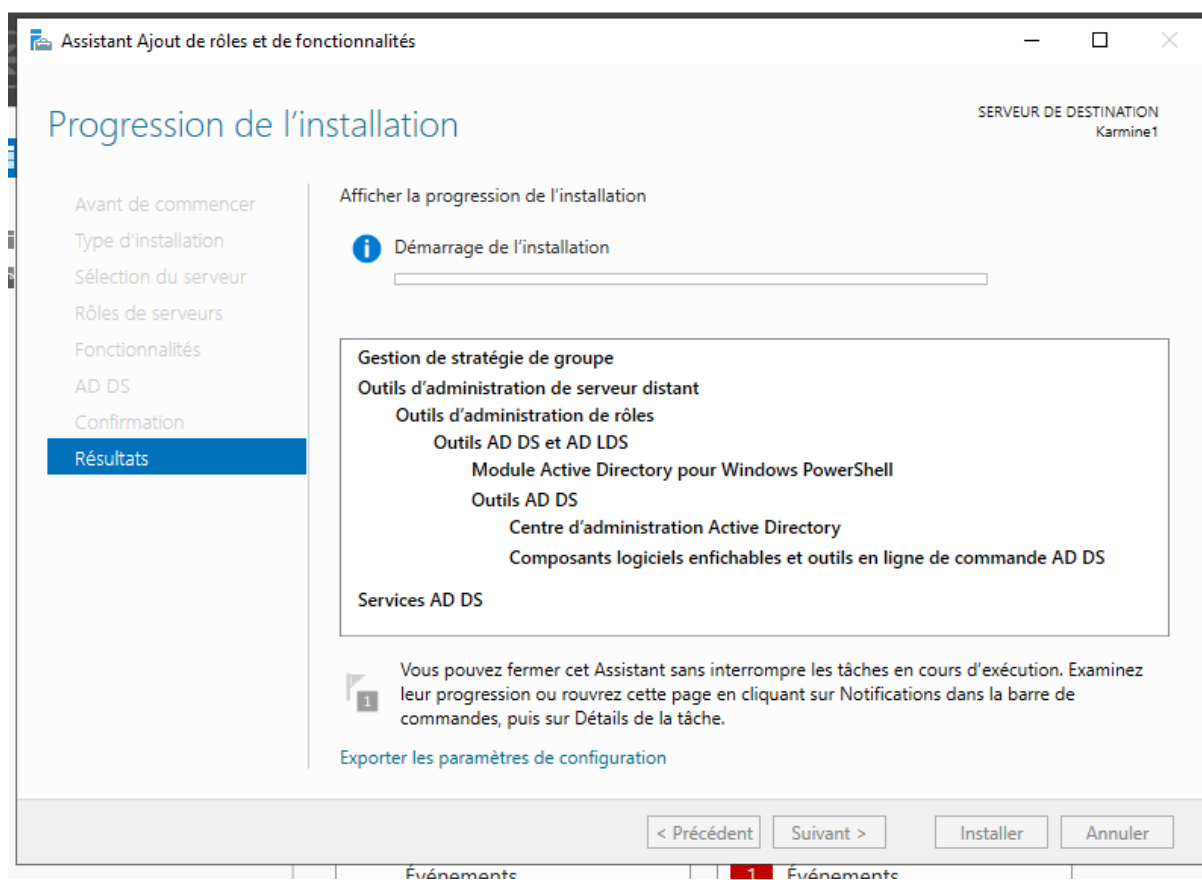 Assistant Ajout de rôles et de fonctionnalités
Progression de l'installation
SERVEUR DE DESTINATION
Karmine1
Avant de commencer
Type d'installation
Sélection du serveur
Rôles de serveurs
Fonctionnalités
AD DS
Confirmation
Résultats
Afficher la progression de l'installation
Démarrage de l'installation
Gestion de stratégie de groupe
Outils d'administration de serveur distant
Outils d'administration de rôles
Outils AD DS et AD LDS
Module Active Directory pour Windows PowerShell
Outils AD DS
Centre d'administration Active Directory
Composants logiciels enfichables et outils en ligne de commande AD DS
Services AD DS
1
Vous pouvez fermer cet Assistant sans interrompre les tâches en cours d'exécution. Examinez
leur progression ou rouvrez cette page en cliquant sur Notifications dans la barre de
commandes, puis sur Détails de la tâche.
Exporter les paramètres de configuration
< Précédent
Suivant >
Installer
Annuler
Événements
1 Événements